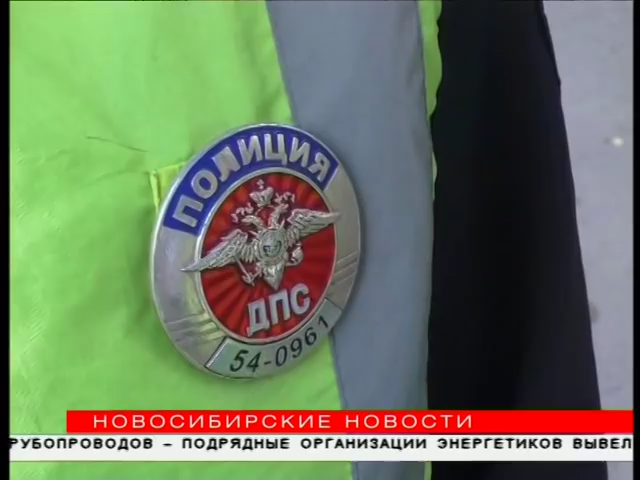 ПОЛИЦИЯ
ДПС
54-0961
НОВОСИБИРСКИЕ НОВОСТИ
РУБОПРОВОДОВ – ПОДРЯДНЫЕ ОРГАНИЗАЦИИ ЭНЕРГЕТИКОВ ВЫВЕЛ